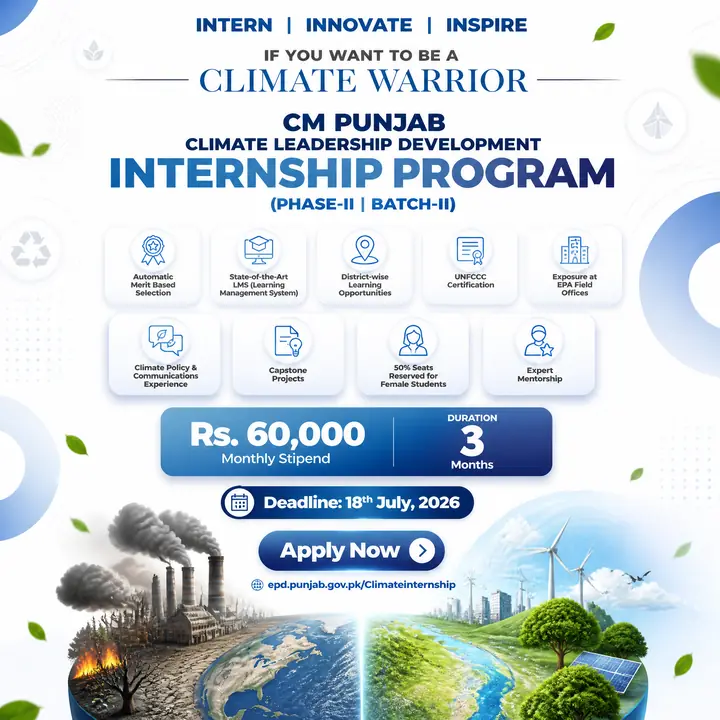 INTERN | INNOVATE | INSPIRE
IF YOU WANT TO BE A
CLIMATE WARRIOR
CM PUNJAB
CLIMATE LEADERSHIP DEVELOPMENT
INTERNSHIP PROGRAM
(PHASE-II | BATCH-II)
Automatic
Merit Based
Selection
State-of-the-Art
LMS (Learning
Management System)
District-wise
Learning
Opportunities
UNFCCC
Certification
Exposure at
EPA Field
Offices
Climate Policy &
Communications
Experience
Capstone
Projects
50% Seats
Reserved for
Female Students
Expert
Mentorship
Rs. 60,000
Monthly Stipend
DURATION
3
Months
Deadline: 18th July, 2026
Apply Now
epd.punjab.gov.pk/Climateinternship